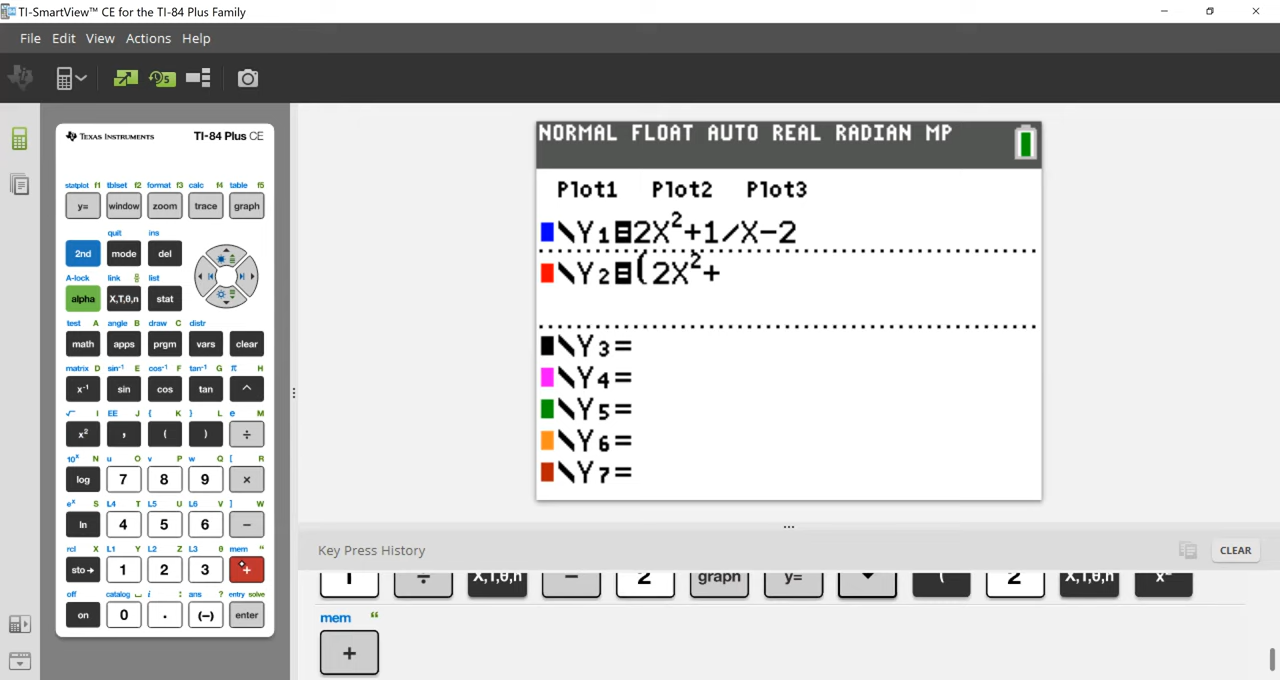 TI-SmartView™ CE for the TI-84 Plus Family
File Edit View Actions Help
TEXAS INSTRUMENTS TI-84 Plus CE
statplot f1 tblset f2 format f3 calc f4 table f5
y= window zoom trace graph
quit ins
2nd mode del
A-lock link list
alpha X,T,θ,n stat
test A angle B draw C distr
math apps prgm vars clear
matrix D sin⁻¹ E cos⁻¹ F tan⁻¹ G π H
x⁻¹ sin cos tan ^
√ I EE J { K } L e M
x² , ( ) ÷
10ˣ N u O v P w Q [ R
log 7 8 9 ×
eˣ S L4 T L5 U L6 V ] W
ln 4 5 6 −
rcl X L1 Y L2 Z L3 θ mem “
sto→ 1 2 3 +
off catalog ⎵ i : ans ? entry solve
on 0 . (−) enter
NORMAL FLOAT AUTO REAL RADIAN MP
Plot1 Plot2 Plot3
\Y₁=2X²+1/X−2
\Y₂=(2X²+
\Y₃=
\Y₄=
\Y₅=
\Y₆=
\Y₇=
...
Key Press History
CLEAR
1 ÷ X,T,θ,n − 2 graph y= ( 2 X,T,θ,n x²
mem “
+